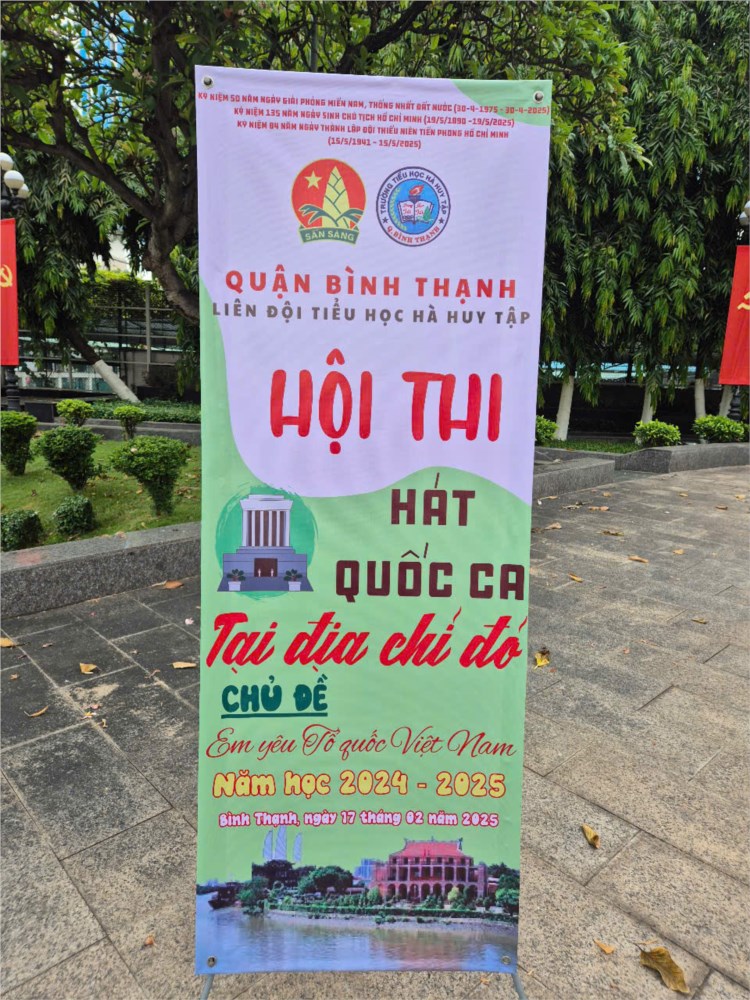 KỶ NIỆM 50 NĂM NGÀY GIẢI PHÓNG MIỀN NAM, THỐNG NHẤT ĐẤT NƯỚC (30-4-1975 - 30-4-2025)
KỶ NIỆM 135 NĂM NGÀY SINH CHỦ TỊCH HỒ CHÍ MINH (19/5/1890 -19/5/2025)
KỶ NIỆM 84 NĂM NGÀY THÀNH LẬP ĐỘI THIẾU NIÊN TIỀN PHONG HỒ CHÍ MINH
(15/5/1941 - 15/5/2025)
SẴN SÀNG
TRƯỜNG TIỂU HỌC HÀ HUY TẬP
Q.BÌNH THẠNH
QUẬN BÌNH THẠNH
LIÊN ĐỘI TIỂU HỌC HÀ HUY TẬP
HỘI THI
HÁT
QUỐC CA
Tại địa chỉ đỏ
CHỦ ĐỀ
Em yêu Tổ quốc Việt Nam
Năm học 2024 - 2025
Bình Thạnh, ngày 17 tháng 02 năm 2025